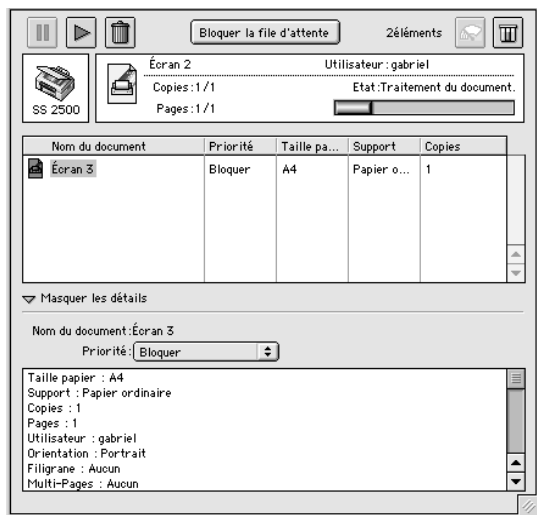 Bloquer la file d'attente
2éléments
SS 2500
Écran 2
Utilisateur:gabriel
Copies:1/1
Etat:Traitement du document.
Pages:1/1
Nom du document Priorité Taille pa... Support Copies
Écran 3 Bloquer A4 Papier o... 1
Masquer les détails
Nom du document:Écran 3
Priorité: Bloquer
Taille papier : A4
Support : Papier ordinaire
Copies : 1
Pages : 1
Utilisateur : gabriel
Orientation : Portrait
Filigrane : Aucun
Multi-Pages : Aucun